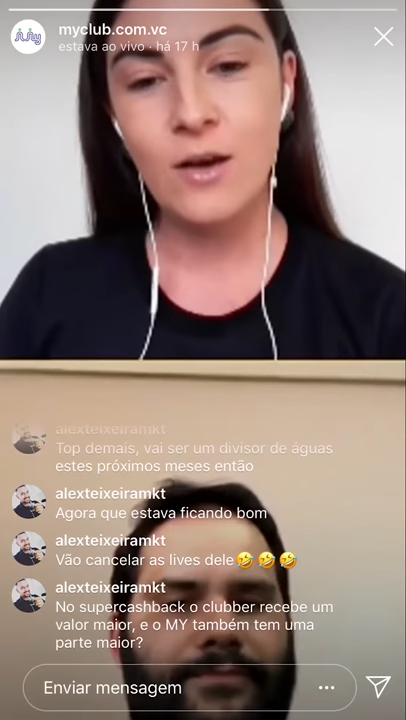 myclub.com.vc
estava ao vivo · há 17 h
alexteixeiramkt
Top demais, vai ser um divisor de águas
estes próximos meses então
alexteixeiramkt
Agora que estava ficando bom
alexteixeiramkt
Vão cancelar as lives dele 🤣 🤣 🤣
alexteixeiramkt
No supercashback o clubber recebe um
valor maior, e o MY também tem uma
parte maior?
Enviar mensagem